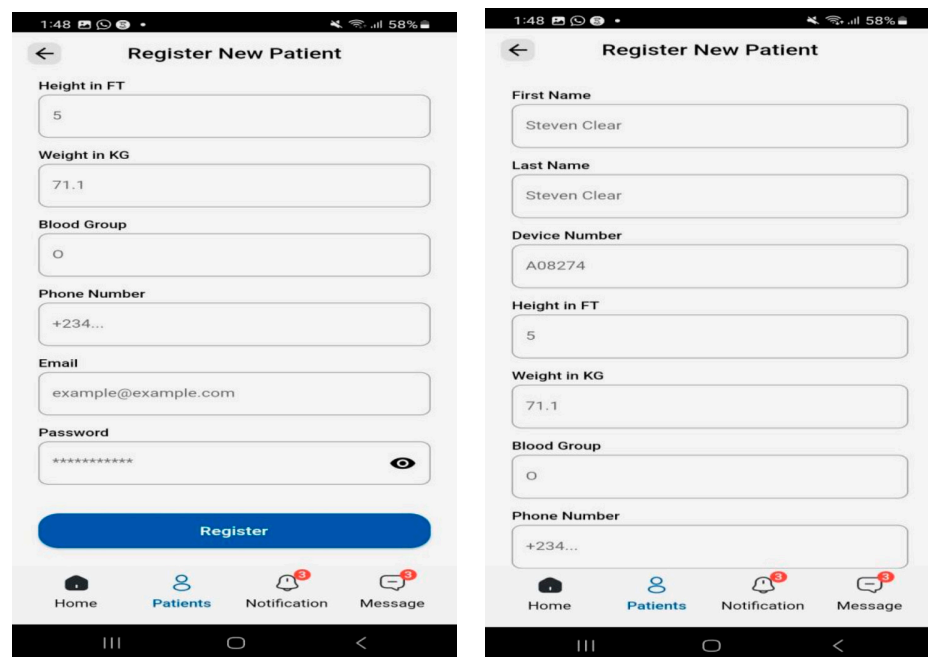 1:48 58%
Register New Patient
Height in FT
5
Weight in KG
71.1
Blood Group
O
Phone Number
+234...
Email
example@example.com
Password
***********
Register
3 3
Home Patients Notification Message
1:48 58%
Register New Patient
First Name
Steven Clear
Last Name
Steven Clear
Device Number
A08274
Height in FT
5
Weight in KG
71.1
Blood Group
O
Phone Number
+234...
3 3
Home Patients Notification Message